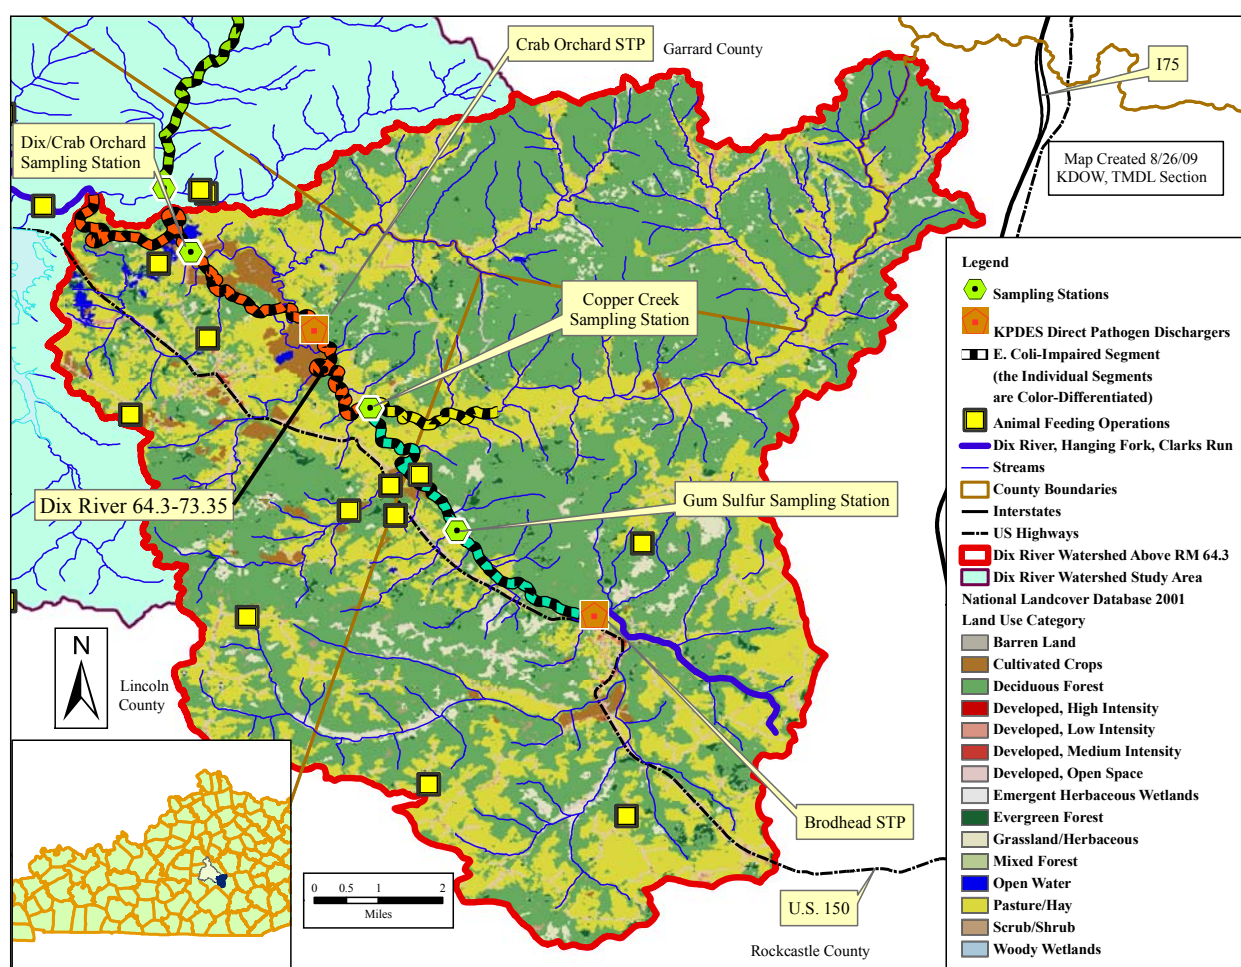 Crab Orchard STP
Garrard County
I75
Dix/Crab Orchard
Sampling Station
Map Created 8/26/09
KDOW, TMDL Section
Copper Creek
Sampling Station
Dix River 64.3-73.35
Gum Sulfur Sampling Station
N
Lincoln
County
Brodhead STP
0 0.5 1 2
Miles
U.S. 150
Rockcastle County
Legend
Sampling Stations
KPDES Direct Pathogen Dischargers
E. Coli-Impaired Segment
(the Individual Segments
are Color-Differentiated)
Animal Feeding Operations
Dix River, Hanging Fork, Clarks Run
Streams
County Boundaries
Interstates
US Highways
Dix River Watershed Above RM 64.3
Dix River Watershed Study Area
National Landcover Database 2001
Land Use Category
Barren Land
Cultivated Crops
Deciduous Forest
Developed, High Intensity
Developed, Low Intensity
Developed, Medium Intensity
Developed, Open Space
Emergent Herbaceous Wetlands
Evergreen Forest
Grassland/Herbaceous
Mixed Forest
Open Water
Pasture/Hay
Scrub/Shrub
Woody Wetlands